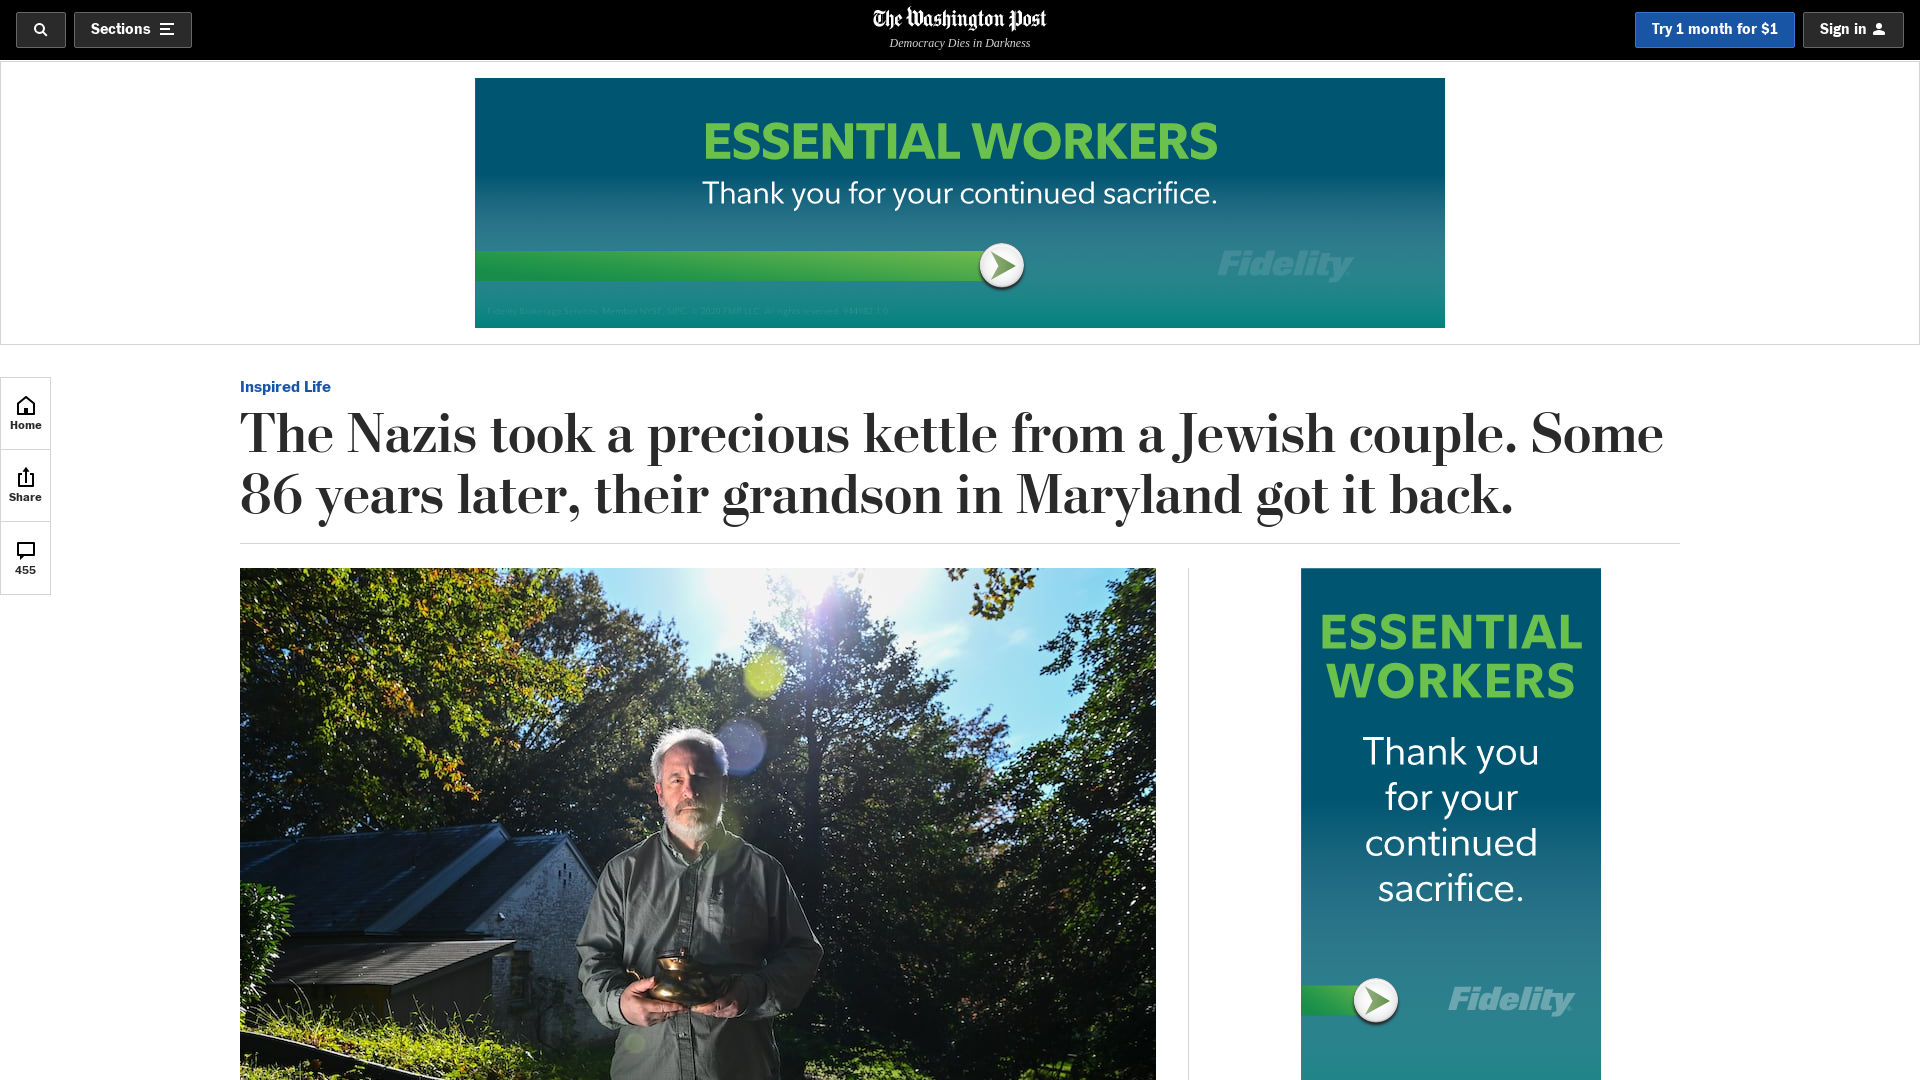 Sections
The Washington Post
Democracy Dies in Darkness
Try 1 month for $1
Sign in
ESSENTIAL WORKERS
Thank you for your continued sacrifice.
Fidelity
Inspired Life
The Nazis took a precious kettle from a Jewish couple. Some
86 years later, their grandson in Maryland got it back.
Home
Share
455
ESSENTIAL
WORKERS
Thank you
for your
continued
sacrifice.
Fidelity